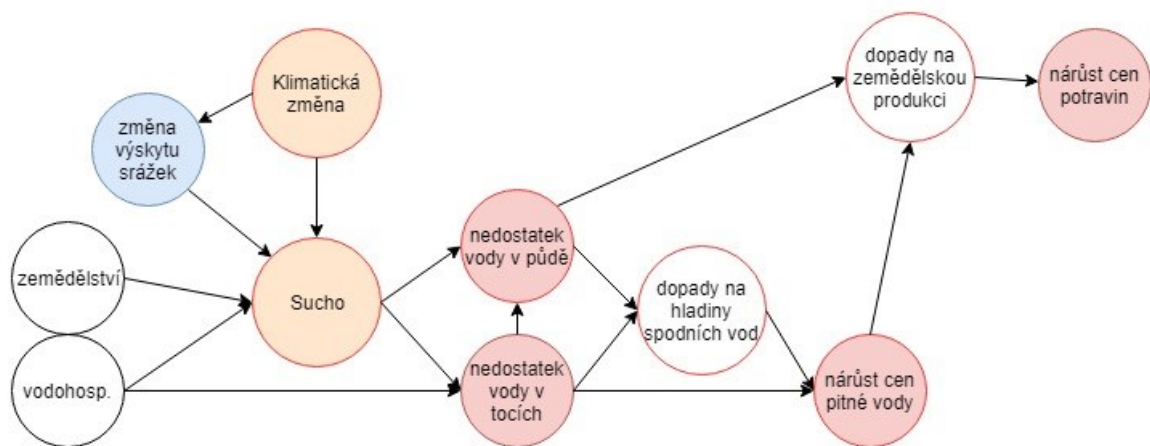 Klimatická
změna
změna
výskytu
srážek
zemědělství
vodohosp.
Sucho
nedostatek
vody v půdě
nedostatek
vody v
tocích
dopady na
hladiny
spodních vod
nárůst cen
pitné vody
dopady na
zemědělskou
produkci
nárůst cen
potravin